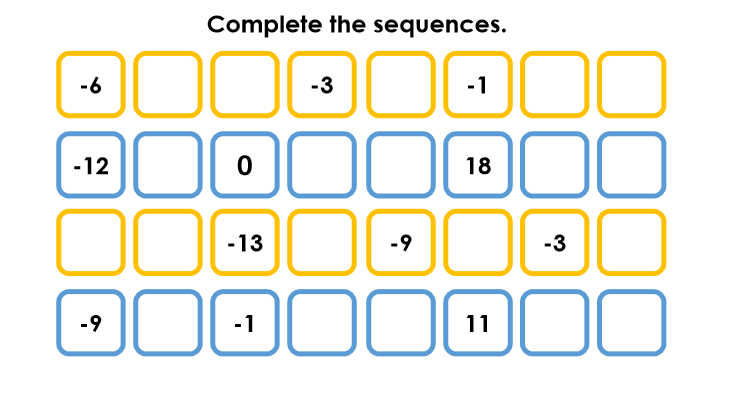 Complete the sequences.
-6 -3 -1
-12 0 18
-13 -9 -3
-9 -1 11